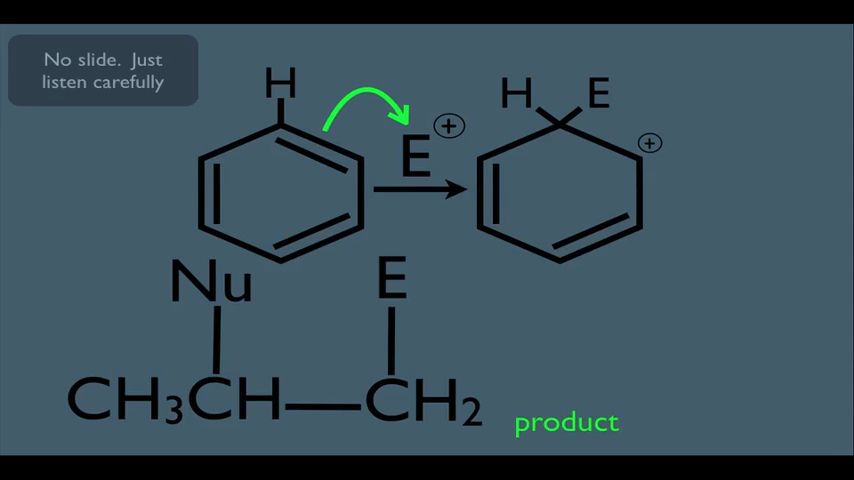 No slide. Just
listen carefully
H
H E
E+
+
Nu E
CH3CH CH2
product